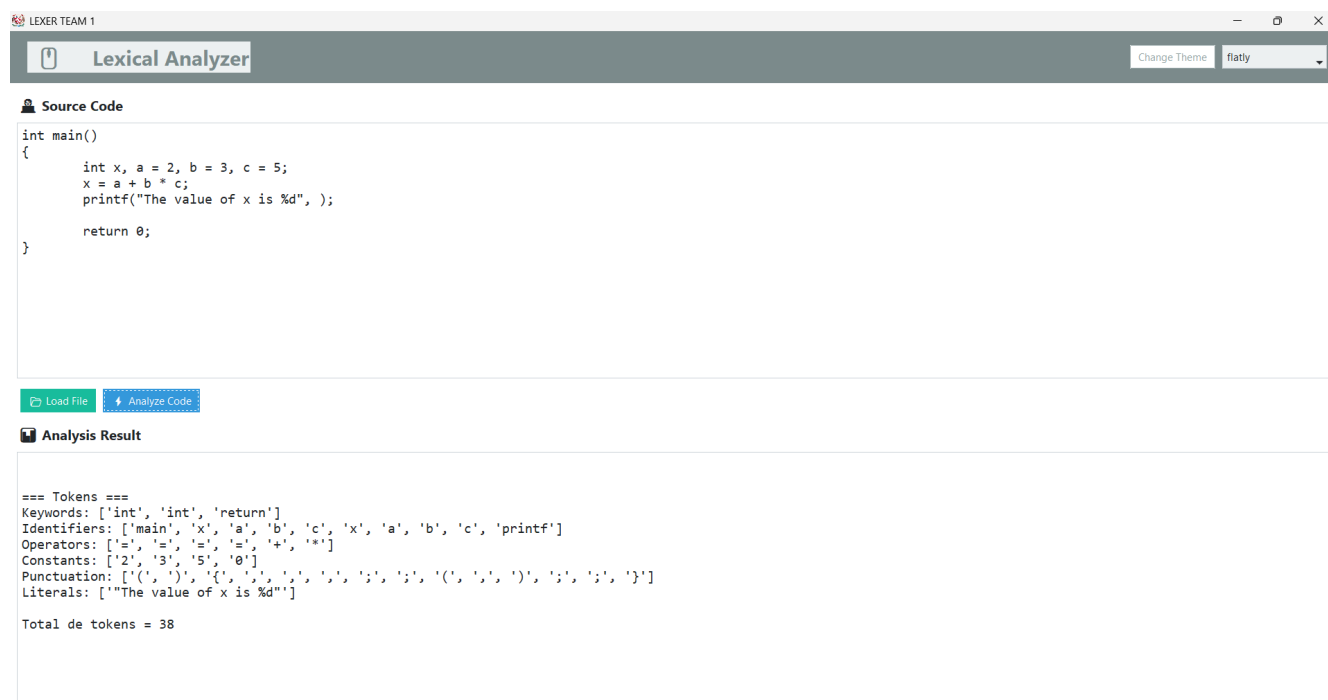 LEXER TEAM 1
Lexical Analyzer
Change Theme
flatly
Source Code
int main()
{
int x, a = 2, b = 3, c = 5;
x = a + b * c;
printf("The value of x is %d", );
return 0;
}
Load File
Analyze Code
Analysis Result
=== Tokens ===
Keywords: ['int', 'int', 'return']
Identifiers: ['main', 'x', 'a', 'b', 'c', 'x', 'a', 'b', 'c', 'printf']
Operators: ['=', '=', '=', '=', '+', '*']
Constants: ['2', '3', '5', '0']
Punctuation: ['(', ')', '{', ',', ',', ',', ';', ';', '(', ',', ')', ';', ';', '}']
Literals: ['"The value of x is %d"']
Total de tokens = 38